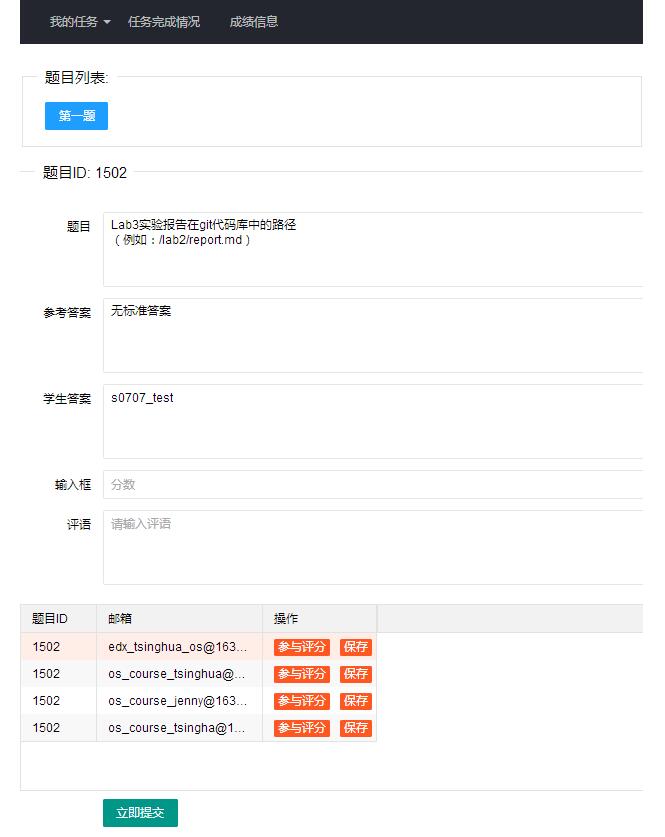 我的任务 任务完成情况 成绩信息
题目列表:
第一题
题目ID: 1502
题目
Lab3实验报告在git代码库中的路径
（例如：/lab2/report.md）
参考答案
无标准答案
学生答案
s0707_test
输入框
分数
评语
请输入评语
题目ID 邮箱 操作
1502 edx_tsinghua_os@163... 参与评分 保存
1502 os_course_tsinghua@... 参与评分 保存
1502 os_course_jenny@163... 参与评分 保存
1502 os_course_tsingha@1... 参与评分 保存
立即提交